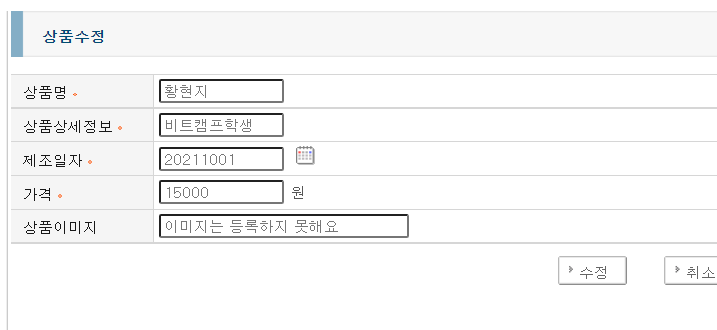 상품수정
상품명 황현지
상품상세정보 비트캠프학생
제조일자 20211001
가격 15000 원
상품이미지 이미지는 등록하지 못해요
수정 취소